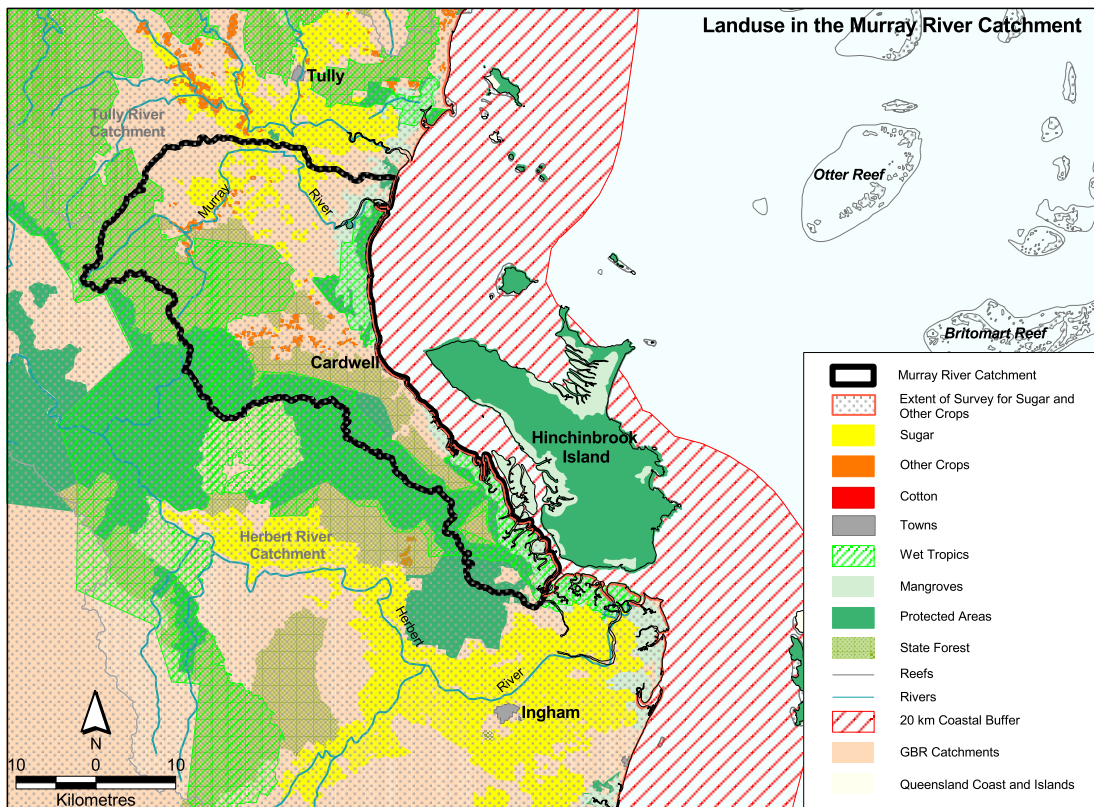 Landuse in the Murray River Catchment
Tully
Tully River
Catchment
Otter Reef
Murray
River
Britomart Reef
Cardwell
Hinchinbrook
Island
Herbert River
Catchment
Herbert
River
Ingham
N
10 0 10
Kilometres
Murray River Catchment
Extent of Survey for Sugar and
Other Crops
Sugar
Other Crops
Cotton
Towns
Wet Tropics
Mangroves
Protected Areas
State Forest
Reefs
Rivers
20 km Coastal Buffer
GBR Catchments
Queensland Coast and Islands